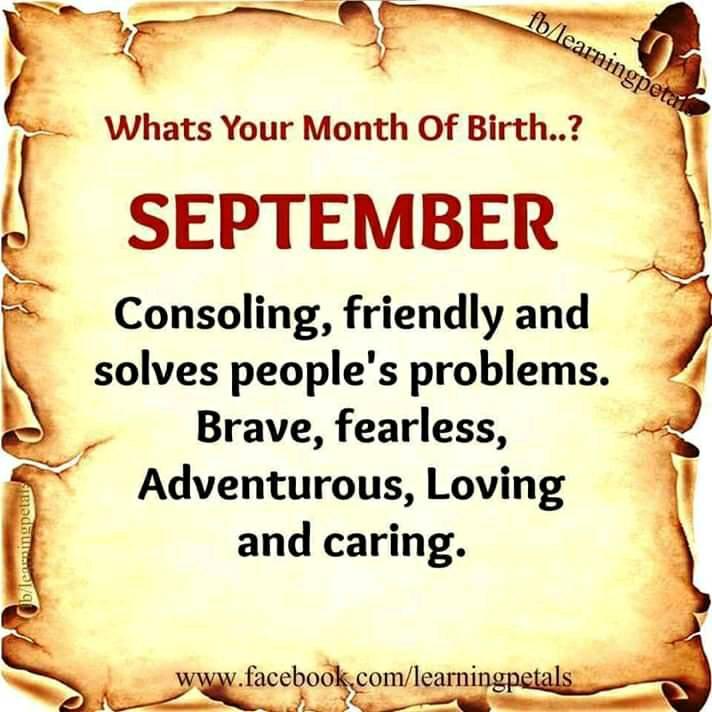 fb/learningpetals
Whats Your Month Of Birth..?
SEPTEMBER
Consoling, friendly and
solves people's problems.
Brave, fearless,
Adventurous, Loving
and caring.
fb/learningpetals
www.facebook.com/learningpetals